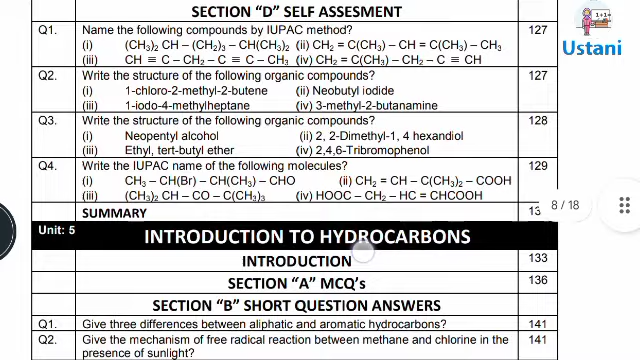 SECTION “D” SELF ASSESMENT
Q1. Name the following compounds by IUPAC method? 127
(i) (CH₃)₂ CH – (CH₂)₃ – CH(CH₃)₂ (ii) CH₂ = C(CH₃) – CH = C(CH₃) – CH₃
(iii) CH ≡ C – CH₂ – C ≡ C – CH₃ (iv) CH₂ = C(CH₃) – CH₂ – C ≡ CH
Q2. Write the structure of the following organic compounds? 127
(i) 1-chloro-2-methyl-2-butene (ii) Neobutyl iodide
(iii) 1-iodo-4-methylheptane (iv) 3-methyl-2-butanamine
Q3. Write the structure of the following organic compounds? 128
(i) Neopentyl alcohol (ii) 2, 2-Dimethyl-1, 4 hexandiol
(iii) Ethyl, tert-butyl ether (iv) 2,4,6-Tribromophenol
Q4. Write the IUPAC name of the following molecules? 129
(i) CH₃ – CH(Br) – CH(CH₃) – CHO (ii) CH₂ = CH – C(CH₃)₂ – COOH
(iii) (CH₃)₂ CH – CO – C(CH₃)₃ (iv) HOOC – CH₂ – HC = CHCOOH
SUMMARY
Unit: 5 INTRODUCTION TO HYDROCARBONS
INTRODUCTION 133
SECTION “A” MCQ’s 136
SECTION “B” SHORT QUESTION ANSWERS
Q1. Give three differences between aliphatic and aromatic hydrocarbons? 141
Q2. Give the mechanism of free radical reaction between methane and chlorine in the 141
presence of sunlight?
Ustani
8 / 18